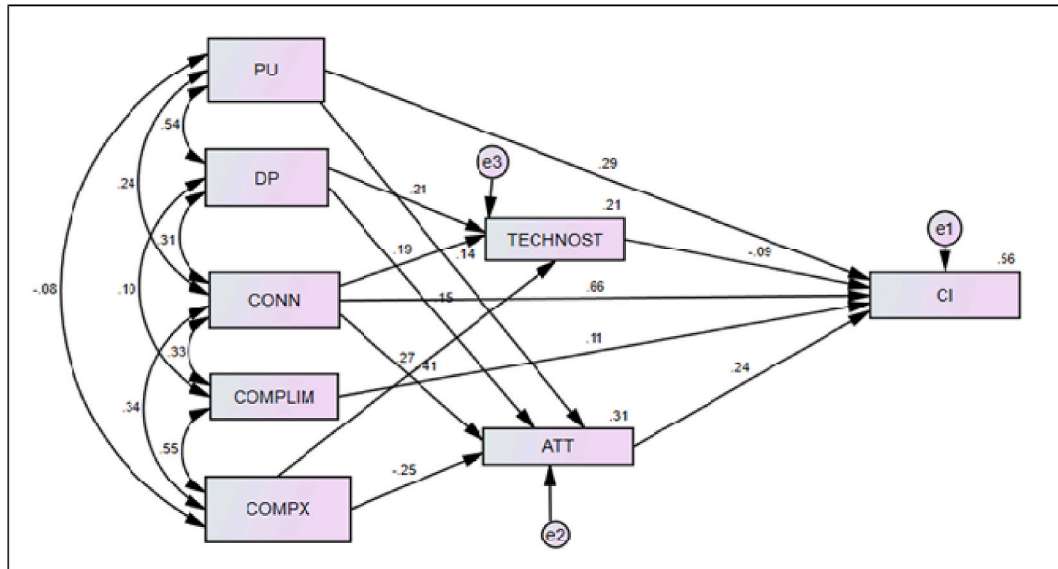 PU
.54
.29
e3
DP
.24
.21
.21
e1
.31
.19
.14
TECHNOST
-.09
.56
-.08
.10
CONN
.15
.66
CI
.33
.27
.41
.11
COMPLIM
.24
.34
.31
.55
ATT
-.25
COMPX
e2